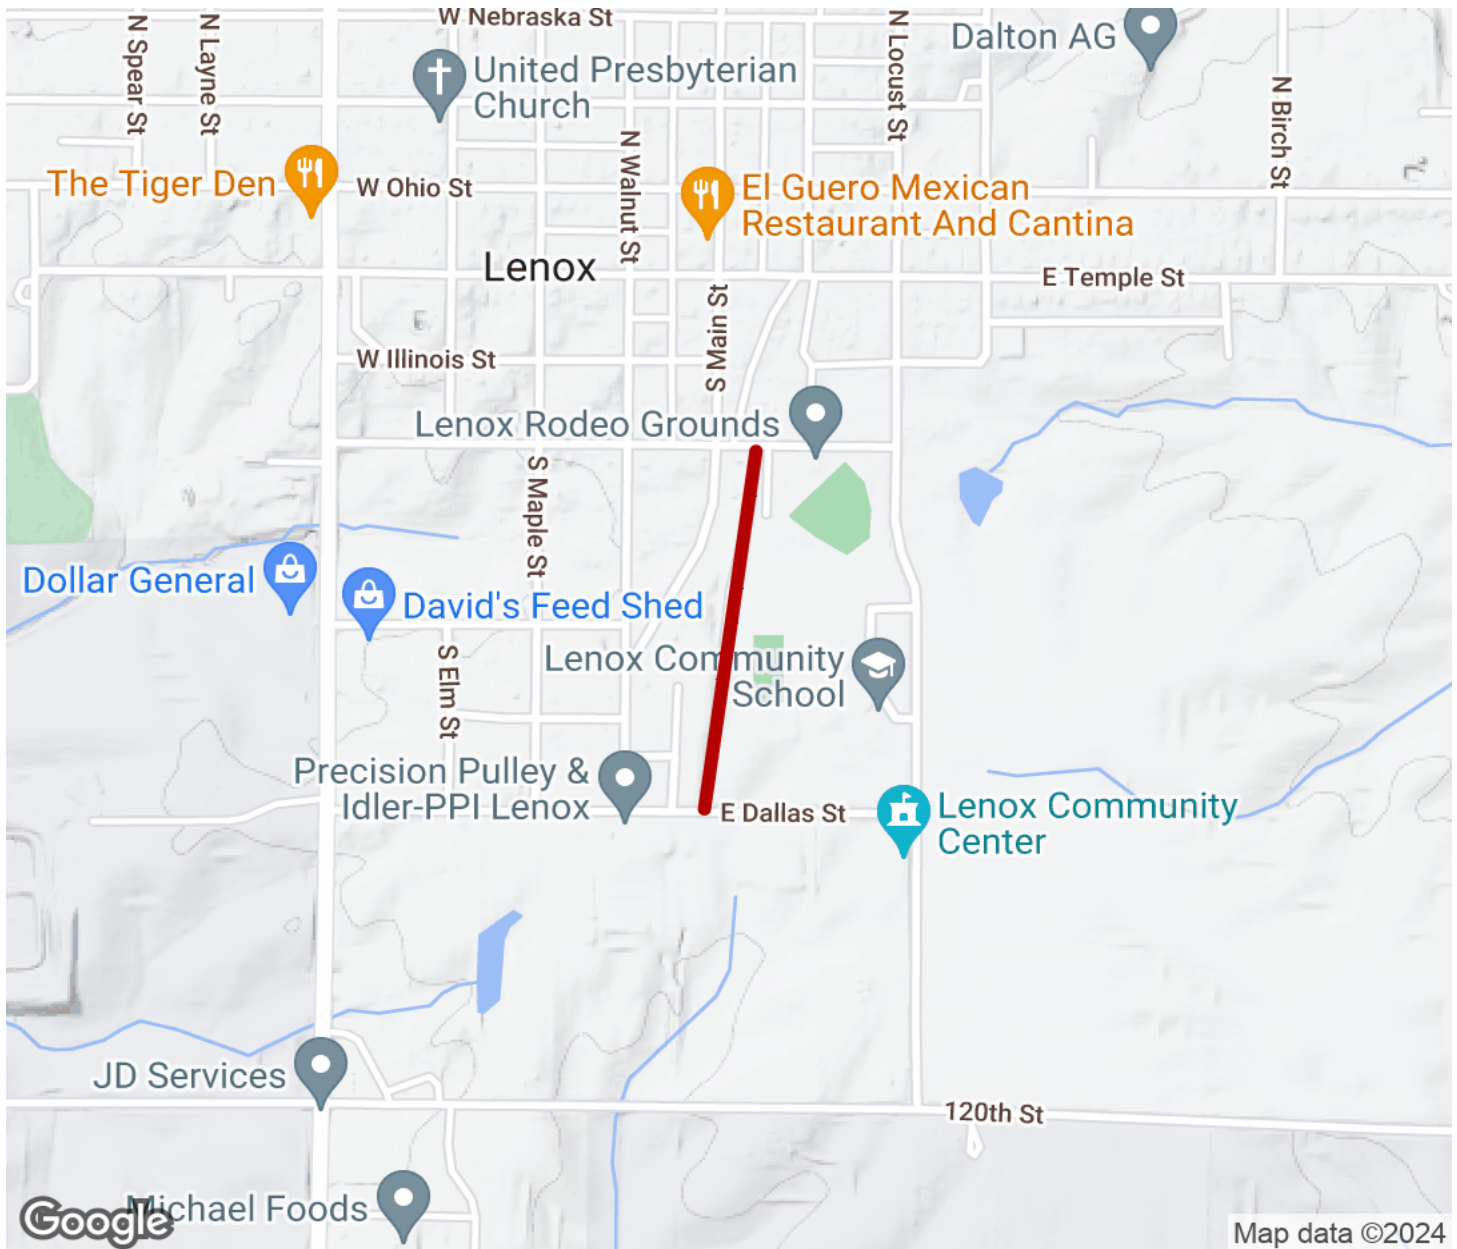 W Nebraska St
N Spear St
N Layne St
N Locust St
Dalton AG
United Presbyterian
Church
N Birch St
N Walnut St
The Tiger Den
W Ohio St
El Guero Mexican
Restaurant And Cantina
Lenox
E Temple St
S Main St
W Illinois St
Lenox Rodeo Grounds
S Maple St
Dollar General
David's Feed Shed
S Elm St
Lenox Community
School
Precision Pulley &
Idler-PPI Lenox
E Dallas St
Lenox Community
Center
JD Services
120th St
Michael Foods
Google
Map data ©2024